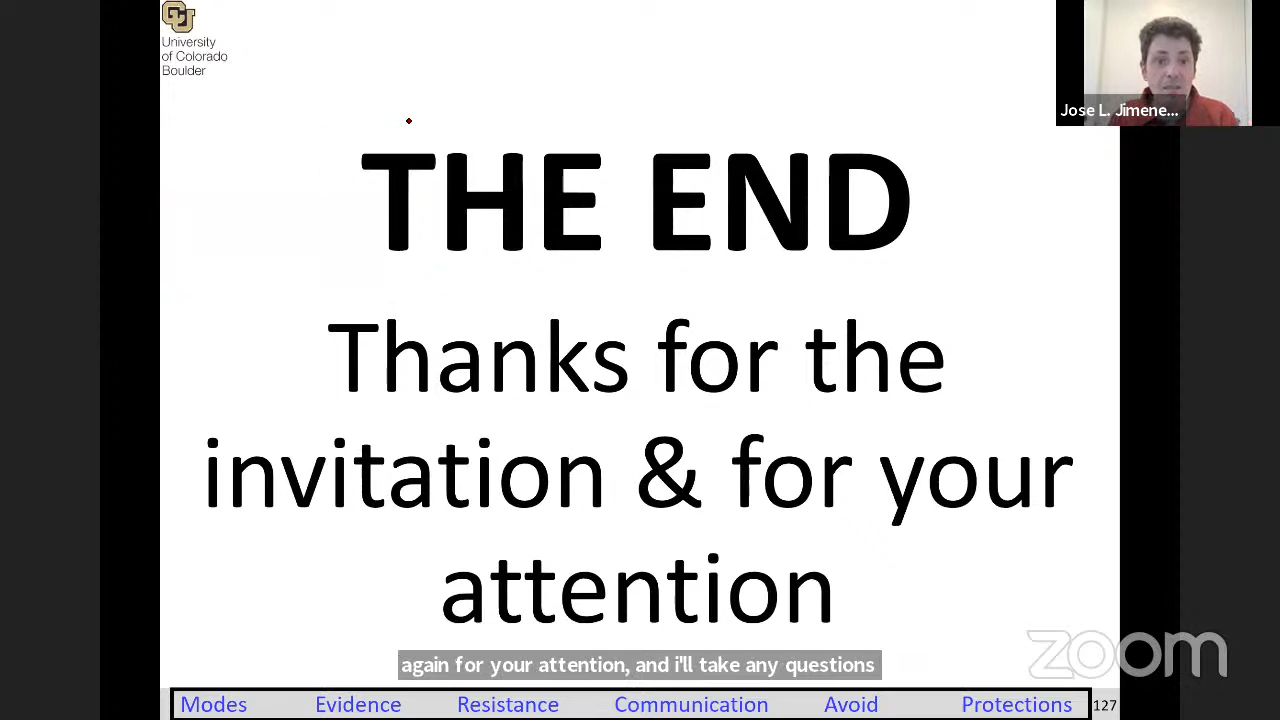 University
of Colorado
Boulder
Jose L. Jimene...
THE END
Thanks for the
invitation & for your
attention
again for your attention, and i'll take any questions
zoom
Modes Evidence Resistance Communication Avoid Protections 127